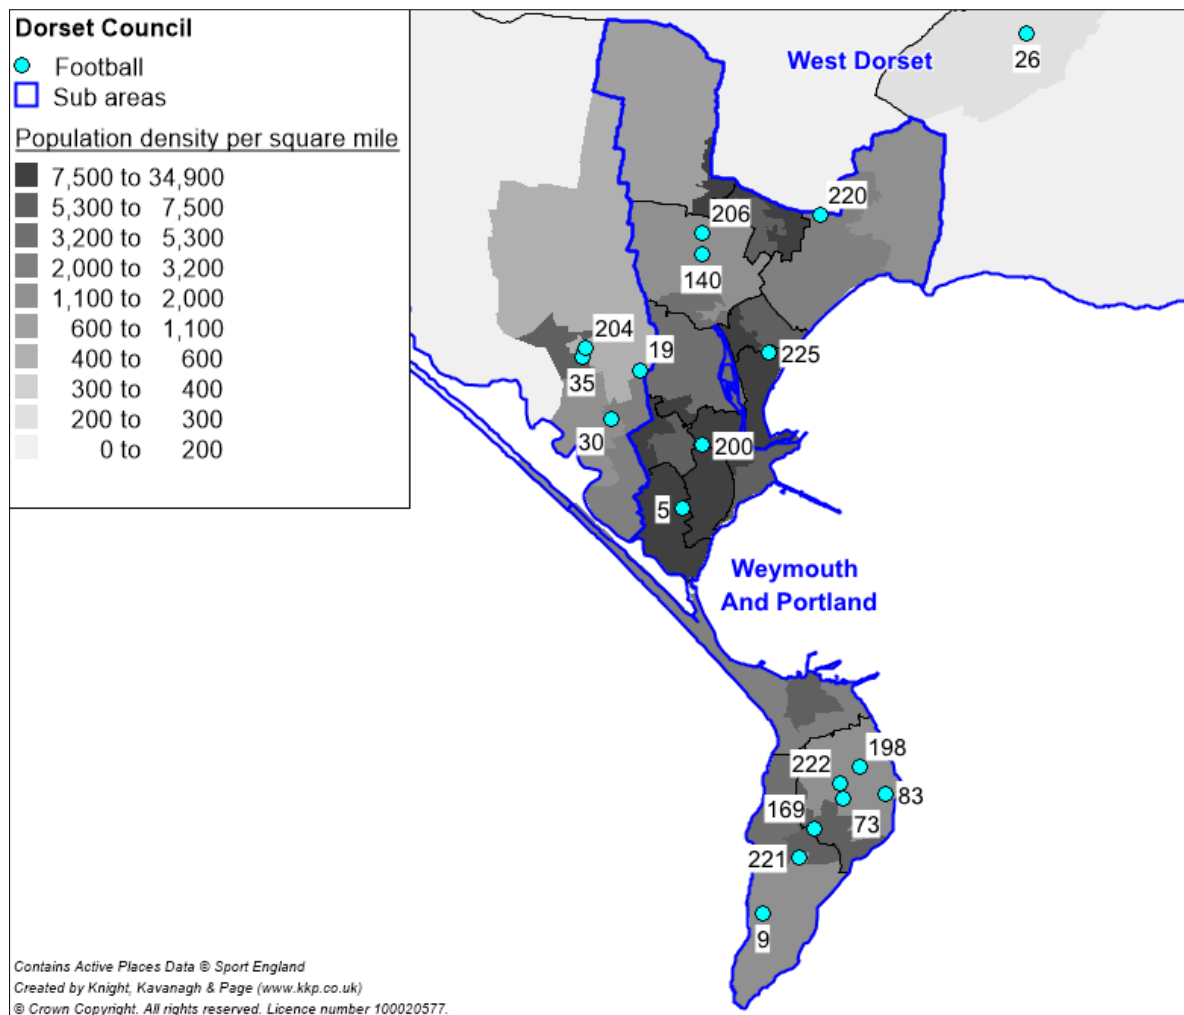 Dorset Council
Football
Sub areas
Population density per square mile
7,500 to 34,900
5,300 to 7,500
3,200 to 5,300
2,000 to 3,200
1,100 to 2,000
600 to 1,100
400 to 600
300 to 400
200 to 300
0 to 200
West Dorset
26
220
206
140
204
19
225
35
30
200
5
Weymouth
And Portland
198
222
83
169
73
221
9
Contains Active Places Data © Sport England
Created by Knight, Kavanagh & Page (www.kkp.co.uk)
© Crown Copyright. All rights reserved. Licence number 100020577.